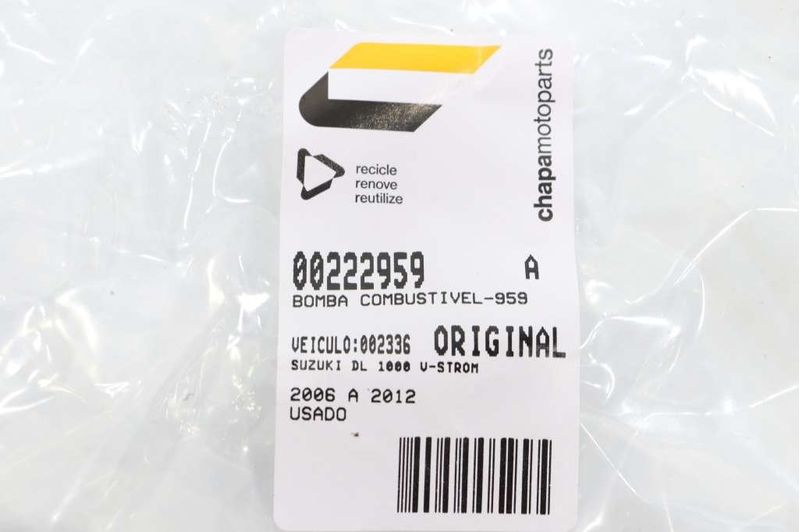 chapamotoparts
recicle
renove
reutilize
00222959 A
BOMBA COMBUSTIVEL-959
VEICULO:002336 ORIGINAL
SUZUKI DL 1000 V-STROM
2006 A 2012
USADO